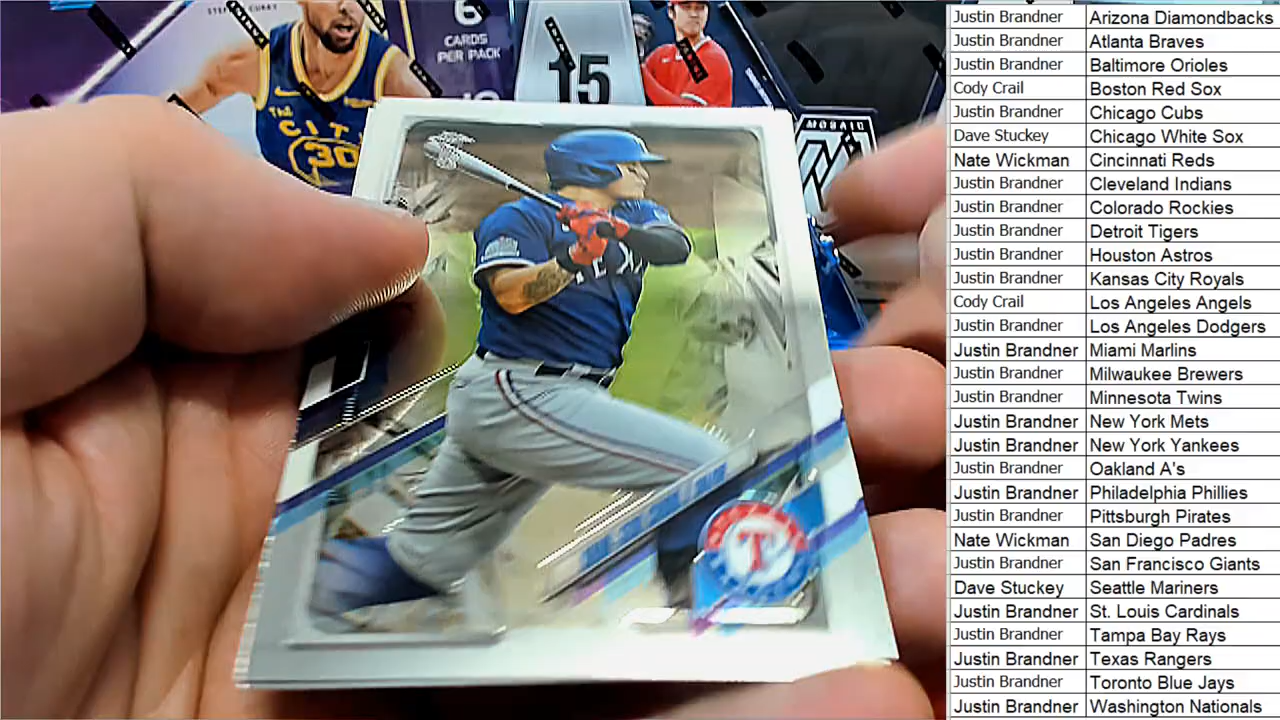 STEPH CURRY
6
CARDS
PER PACK
The
CITY
30
15
MOSAIC
TEXA
T
Justin Brandner Arizona Diamondbacks
Justin Brandner Atlanta Braves
Justin Brandner Baltimore Orioles
Cody Crail Boston Red Sox
Justin Brandner Chicago Cubs
Dave Stuckey Chicago White Sox
Nate Wickman Cincinnati Reds
Justin Brandner Cleveland Indians
Justin Brandner Colorado Rockies
Justin Brandner Detroit Tigers
Justin Brandner Houston Astros
Justin Brandner Kansas City Royals
Cody Crail Los Angeles Angels
Justin Brandner Los Angeles Dodgers
Justin Brandner Miami Marlins
Justin Brandner Milwaukee Brewers
Justin Brandner Minnesota Twins
Justin Brandner New York Mets
Justin Brandner New York Yankees
Justin Brandner Oakland A's
Justin Brandner Philadelphia Phillies
Justin Brandner Pittsburgh Pirates
Nate Wickman San Diego Padres
Justin Brandner San Francisco Giants
Dave Stuckey Seattle Mariners
Justin Brandner St. Louis Cardinals
Justin Brandner Tampa Bay Rays
Justin Brandner Texas Rangers
Justin Brandner Toronto Blue Jays
Justin Brandner Washington Nationals